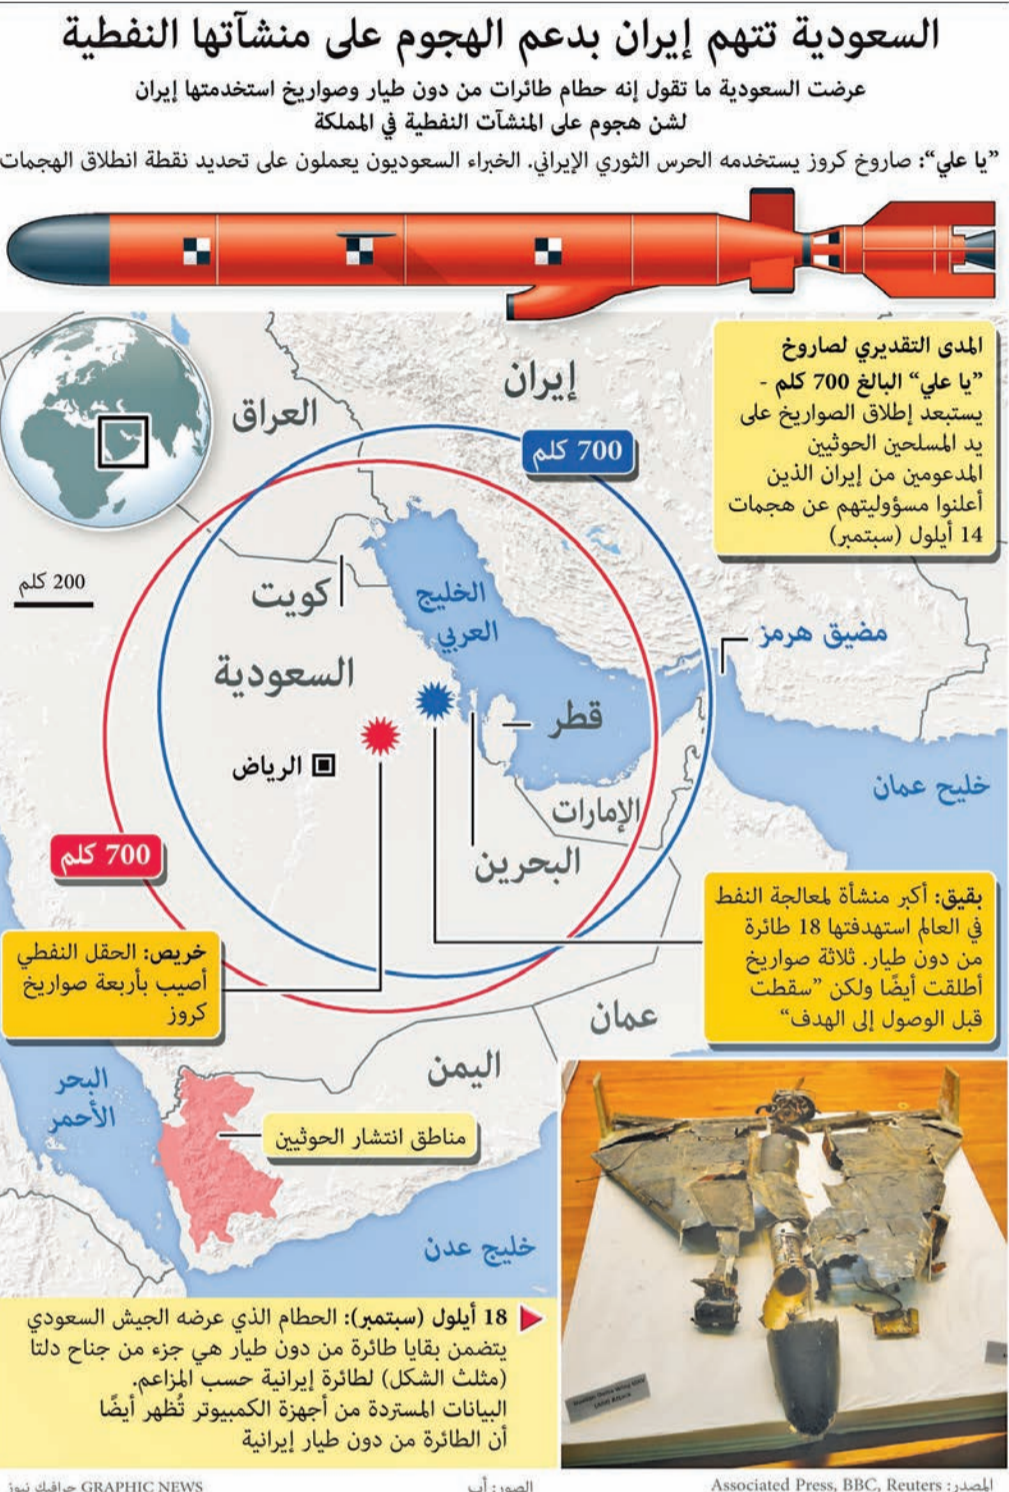 السعودية تتهم إيران بدعم الهجوم على منشآتها النفطية
عرضت السعودية ما تقول إنه حطام طائرات من دون طيار وصواريخ استخدمتها إيران
لشن هجوم على المنشآت النفطية في المملكة
”يا علي“: صاروخ كروز يستخدمه الحرس الثوري الإيراني. الخبراء السعوديون يعملون على تحديد نقطة انطلاق الهجمات
المدى التقديري لصاروخ
”يا علي“ البالغ 700 كلم -
يستبعد إطلاق الصواريخ على
يد المسلحين الحوثيين
المدعومين من إيران الذين
أعلنوا مسؤوليتهم عن هجمات
14 أيلول (سبتمبر)
إيران
العراق
700 كلم
200 كلم
كويت
الخليج
العربي
مضيق هرمز
السعودية
قطر
الرياض
خليج عمان
الإمارات
البحرين
700 كلم
بقيق: أكبر منشأة لمعالجة النفط
في العالم استهدفتها 18 طائرة
من دون طيار. ثلاثة صواريخ
أطلقت أيضًا ولكن ”سقطت
قبل الوصول إلى الهدف“
خريص: الحقل النفطي
أصيب بأربعة صواريخ
كروز
عمان
اليمن
البحر
الأحمر
مناطق انتشار الحوثيين
خليج عدن
18 أيلول (سبتمبر): الحطام الذي عرضه الجيش السعودي
يتضمن بقايا طائرة من دون طيار هي جزء من جناح دلتا
(مثلث الشكل) لطائرة إيرانية حسب المزاعم.
البيانات المستردة من أجهزة الكمبيوتر تُظهر أيضًا
أن الطائرة من دون طيار إيرانية
المصدر: Associated Press, BBC, Reuters
الصور: أب
GRAPHIC NEWS جرافيك نيوز